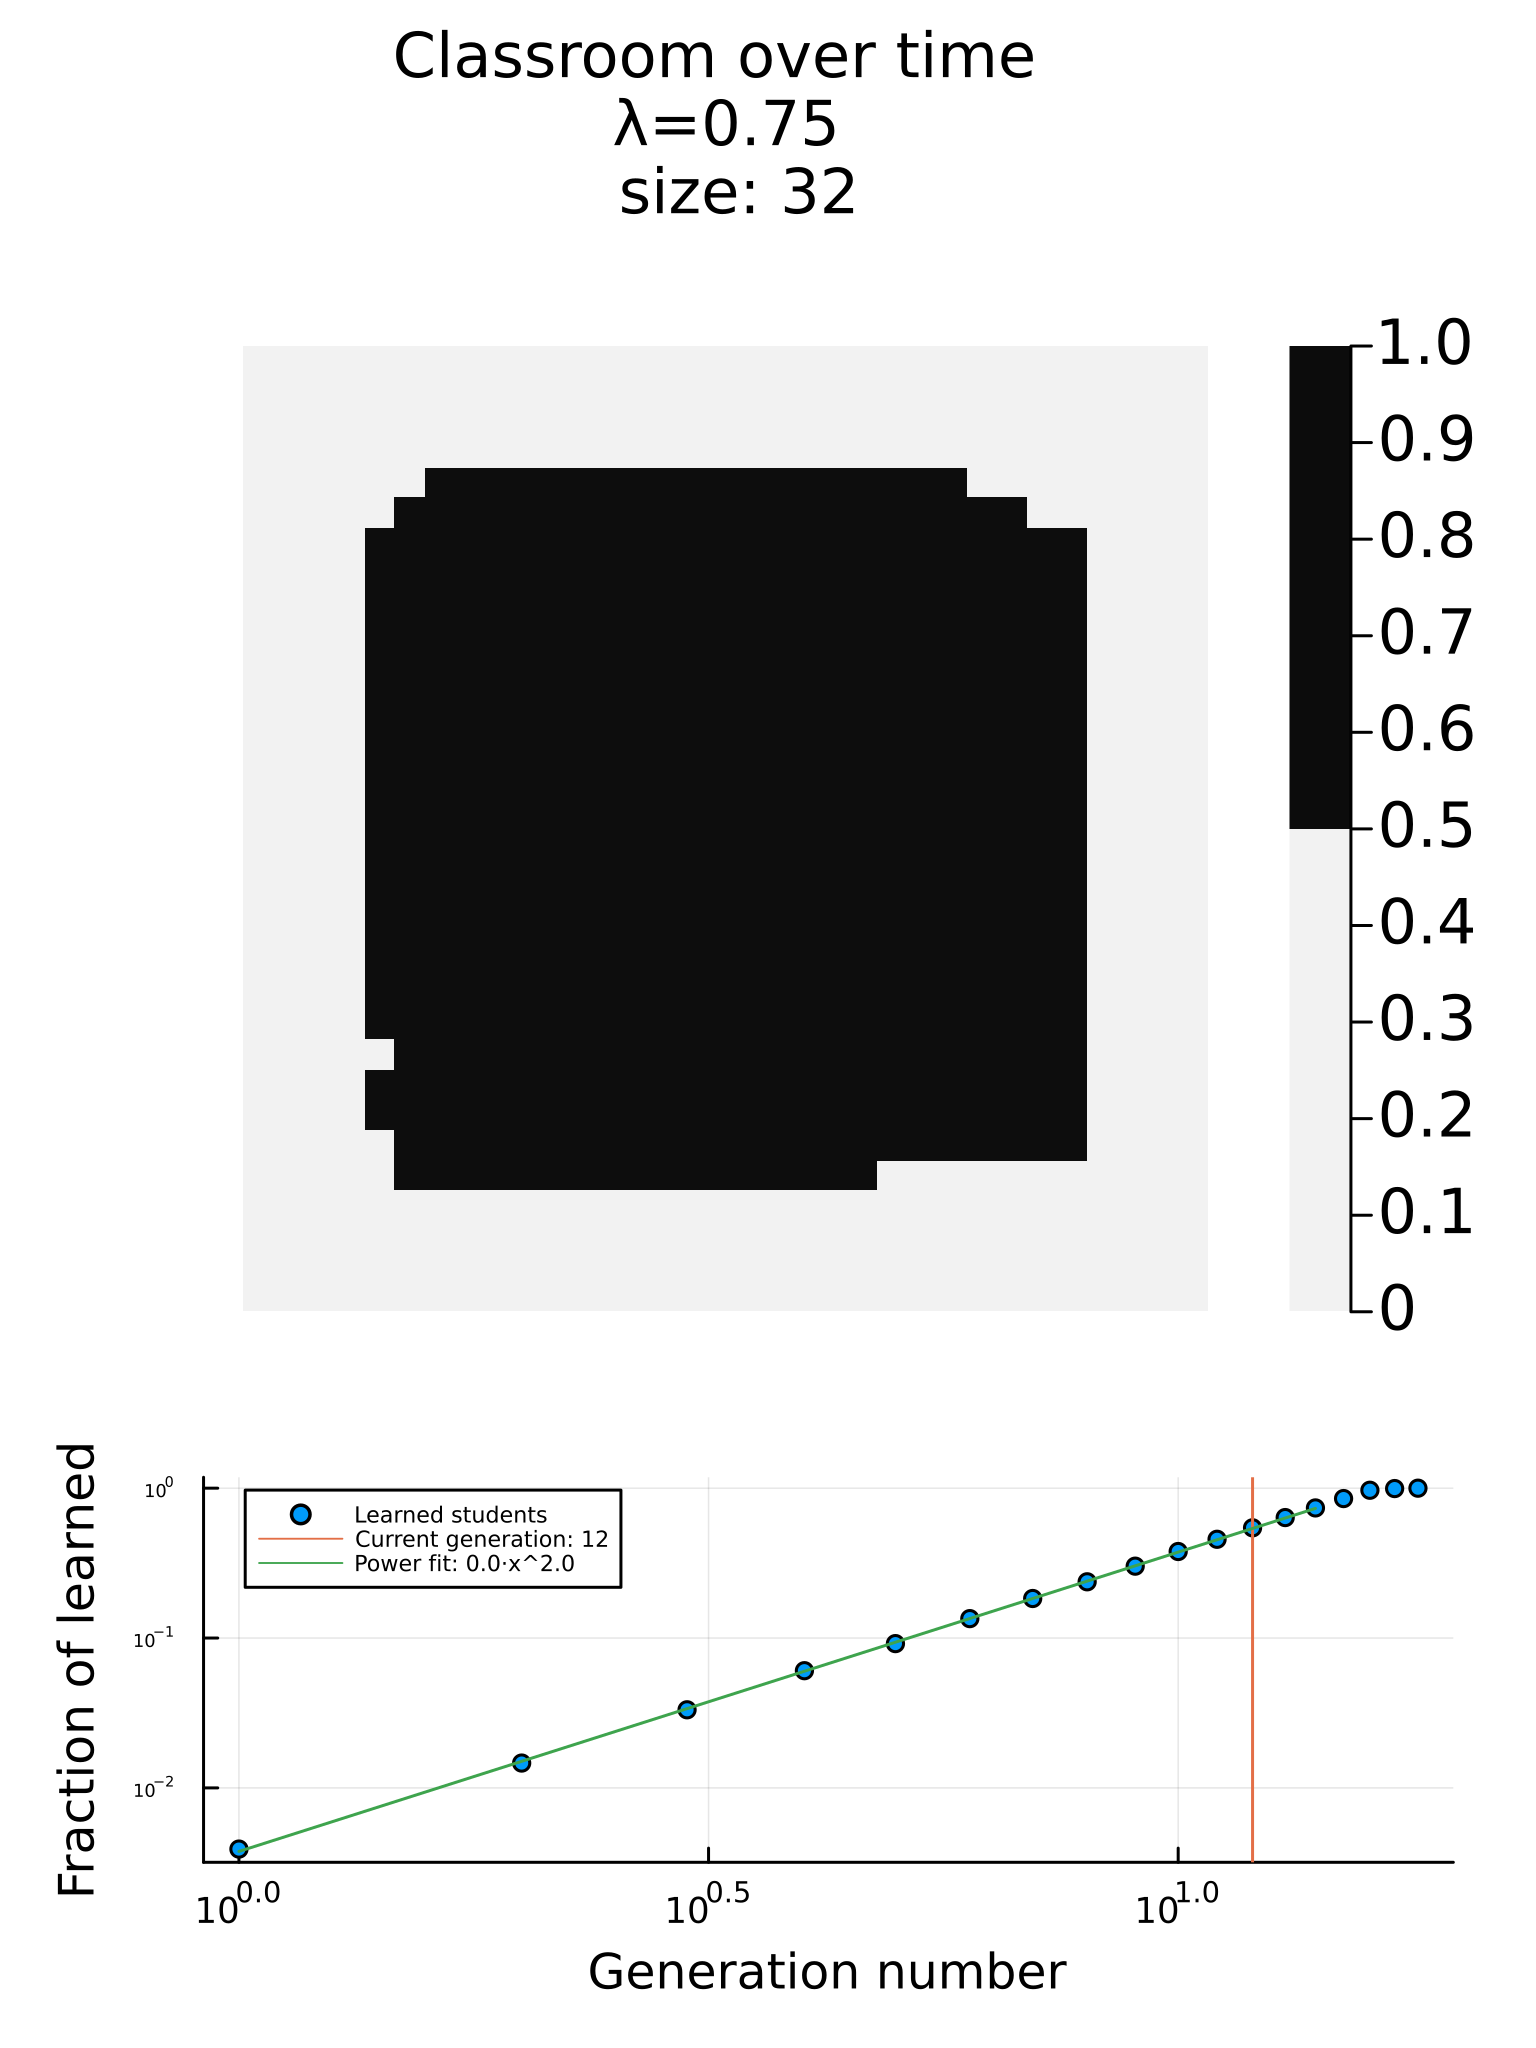 Classroom over time
λ=0.75
size: 32
1.0
0.9
0.8
0.7
0.6
0.5
0.4
0.3
0.2
0.1
0
Fraction of learned
10^0
10^-1
10^-2
Learned students
Current generation: 12
Power fit: 0.0·x^2.0
10^0.0
10^0.5
10^1.0
Generation number